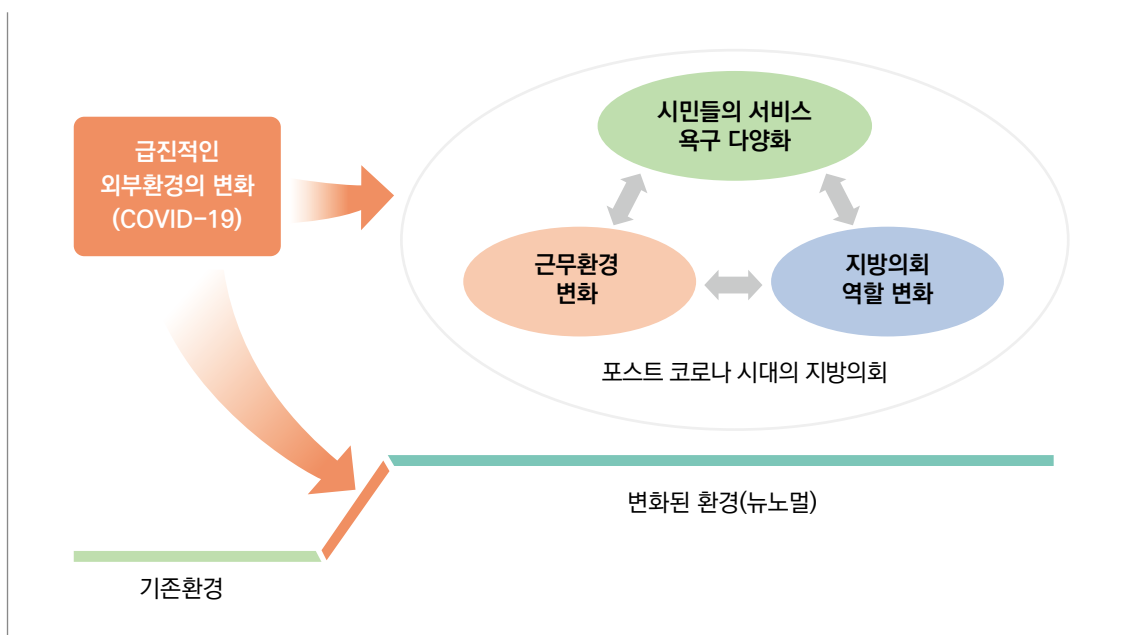 급진적인
외부환경의 변화
(COVID-19)
시민들의 서비스
욕구 다양화
근무환경
변화
지방의회
역할 변화
포스트 코로나 시대의 지방의회
변화된 환경(뉴노멀)
기존환경